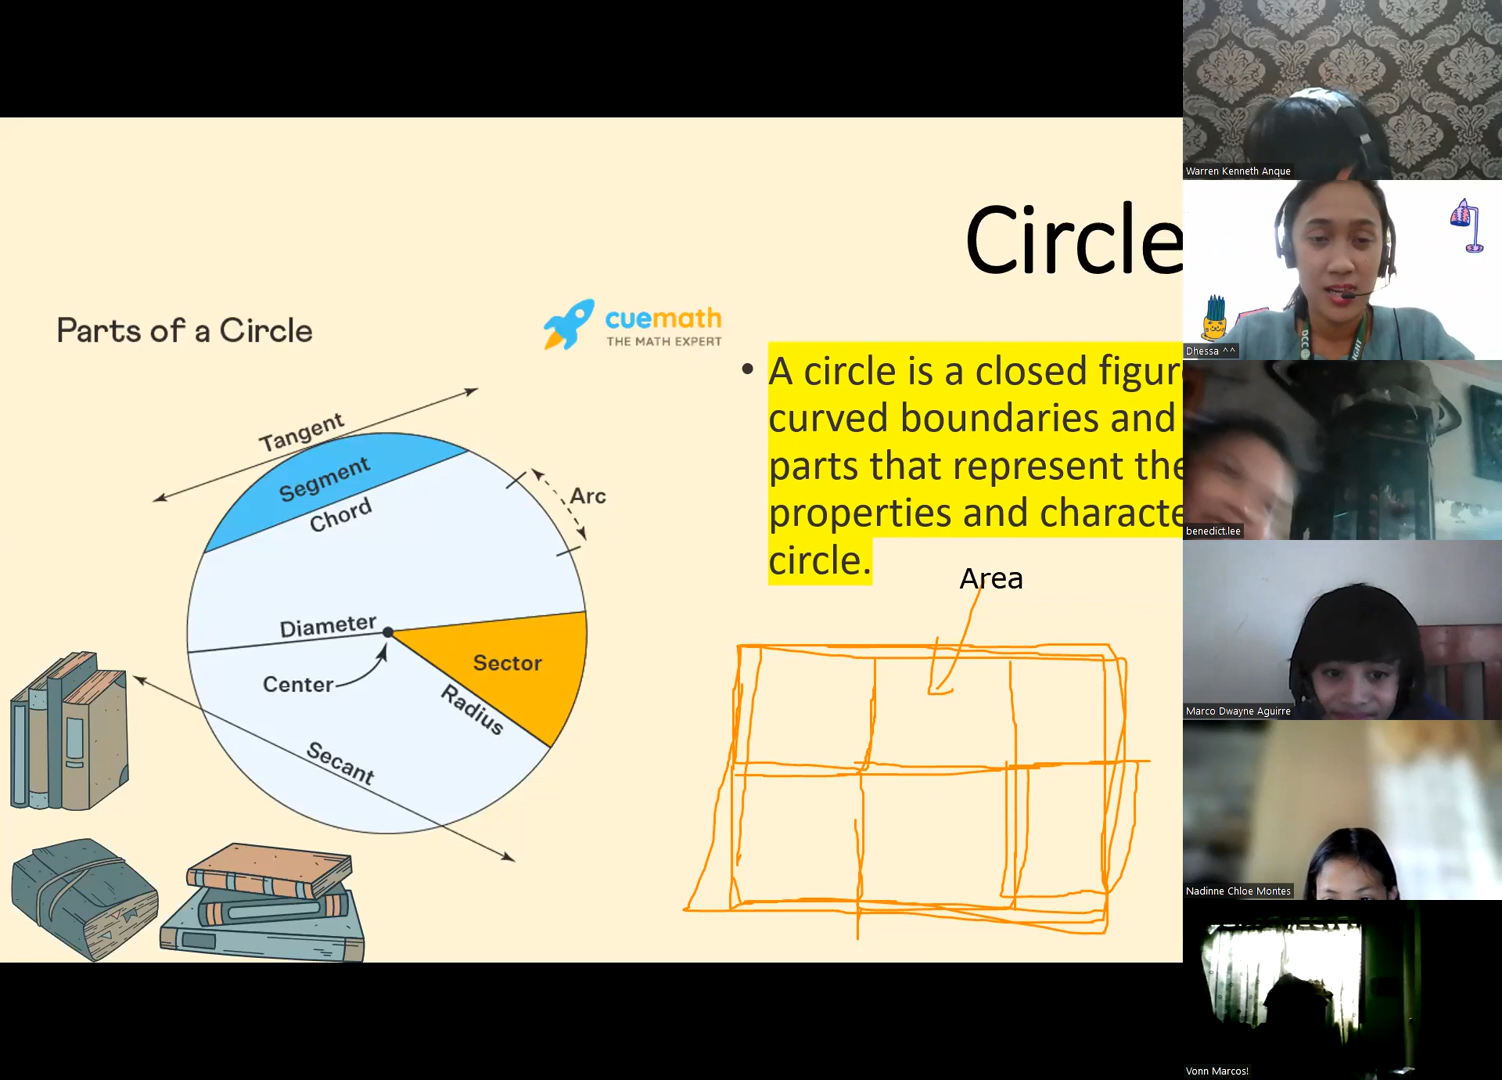 Circle
Parts of a Circle
cuemath
THE MATH EXPERT
• A circle is a closed figur
curved boundaries and
parts that represent the
properties and characte
circle.
Tangent
Segment
Chord
Arc
Diameter
Center
Sector
Radius
Secant
Area
Warren Kenneth Anque
Dhessa ^^
benedict.lee
Marco Dwayne Aguirre
Nadinne Chloe Montes
Vonn Marcos!